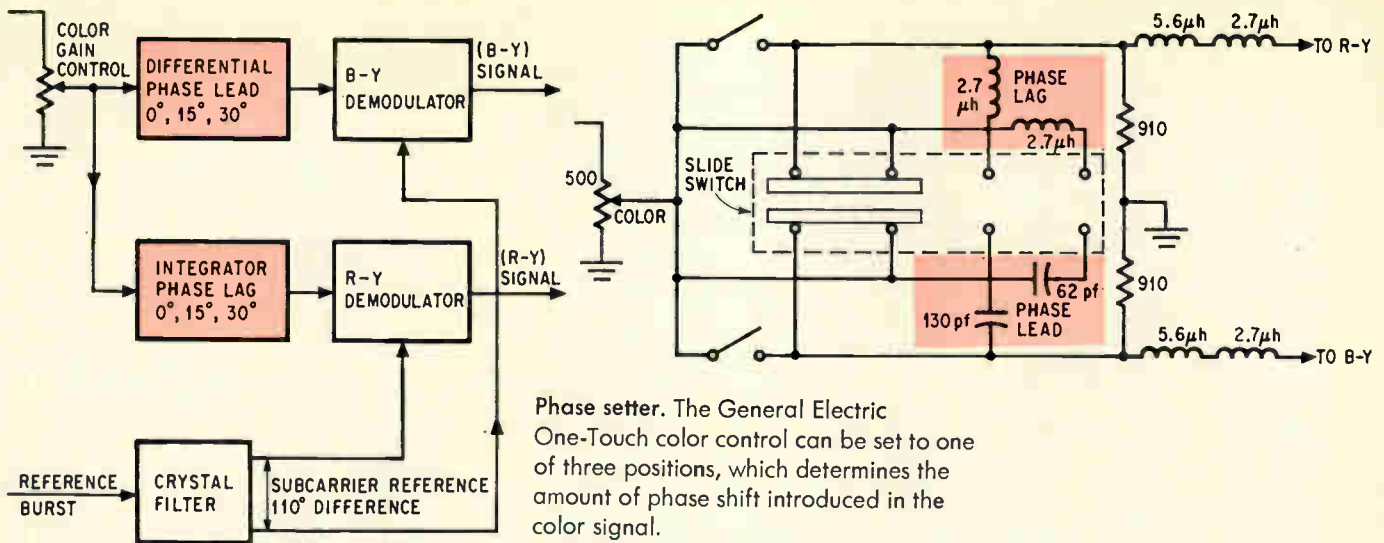 COLOR
GAIN
CONTROL
DIFFERENTIAL
PHASE LEAD
0°, 15°, 30°
B-Y
DEMODULATOR
(B-Y)
SIGNAL
INTEGRATOR
PHASE LAG
0°, 15°, 30°
R-Y
DEMODULATOR
(R-Y)
SIGNAL
REFERENCE
BURST
CRYSTAL
FILTER
SUBCARRIER REFERENCE
110° DIFFERENCE
500
COLOR
SLIDE
SWITCH
5.6μh
2.7μh
TO R-Y
2.7
μh
PHASE
LAG
2.7μh
910
910
62 pf
130 pf
PHASE
LEAD
5.6μh
2.7μh
TO B-Y
Phase setter. The General Electric
One-Touch color control can be set to one
of three positions, which determines the
amount of phase shift introduced in the
color signal.